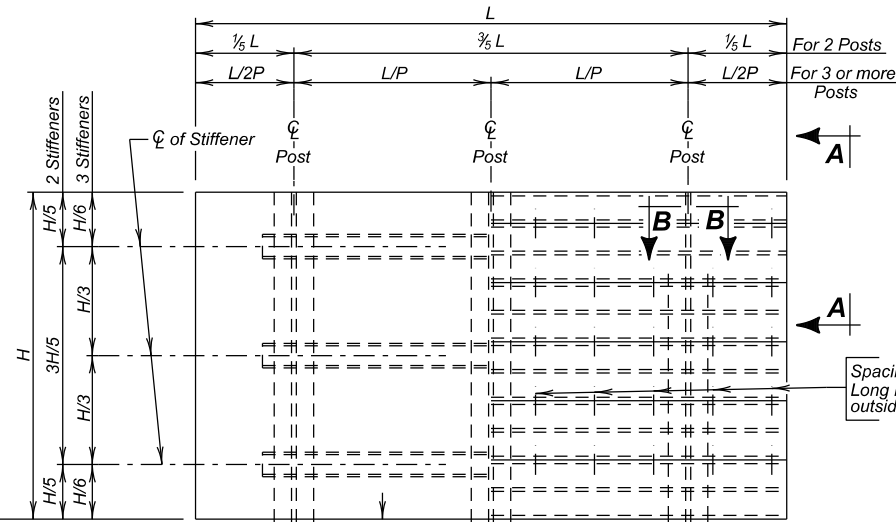 L
⅕ L
⅗ L
⅕ L
For 2 Posts
L/2P
L/P
L/P
L/2P
For 3 or more
Posts
2 Stiffeners
3 Stiffeners
℄ of Stiffener
℄
Post
℄
Post
℄
Post
A
H/5
H/6
B
B
H/3
A
H
3H/5
H/3
Spacin
Long
outsid
H/5
H/6